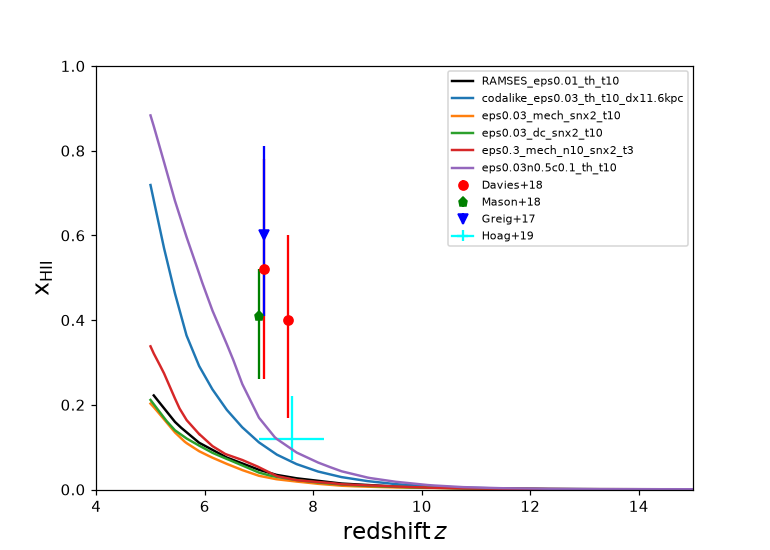 1.0
0.8
0.6
0.4
0.2
0.0
xHII
RAMSES_eps0.01_th_t10
codalike_eps0.03_th_t10_dx11.6kpc
eps0.03_mech_snx2_t10
eps0.03_dc_snx2_t10
eps0.3_mech_n10_snx2_t3
eps0.03n0.5c0.1_th_t10
Davies+18
Mason+18
Greig+17
Hoag+19
4 6 8 10 12 14
redshift z